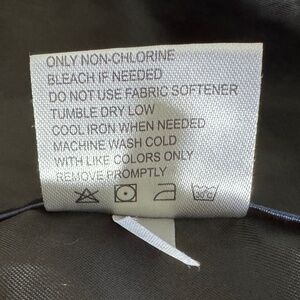 ONLY NON-CHLORINE
BLEACH IF NEEDED
DO NOT USE FABRIC SOFTENER
TUMBLE DRY LOW
COOL IRON WHEN NEEDED
MACHINE WASH COLD
WITH LIKE COLORS ONLY
REMOVE PROMPTLY